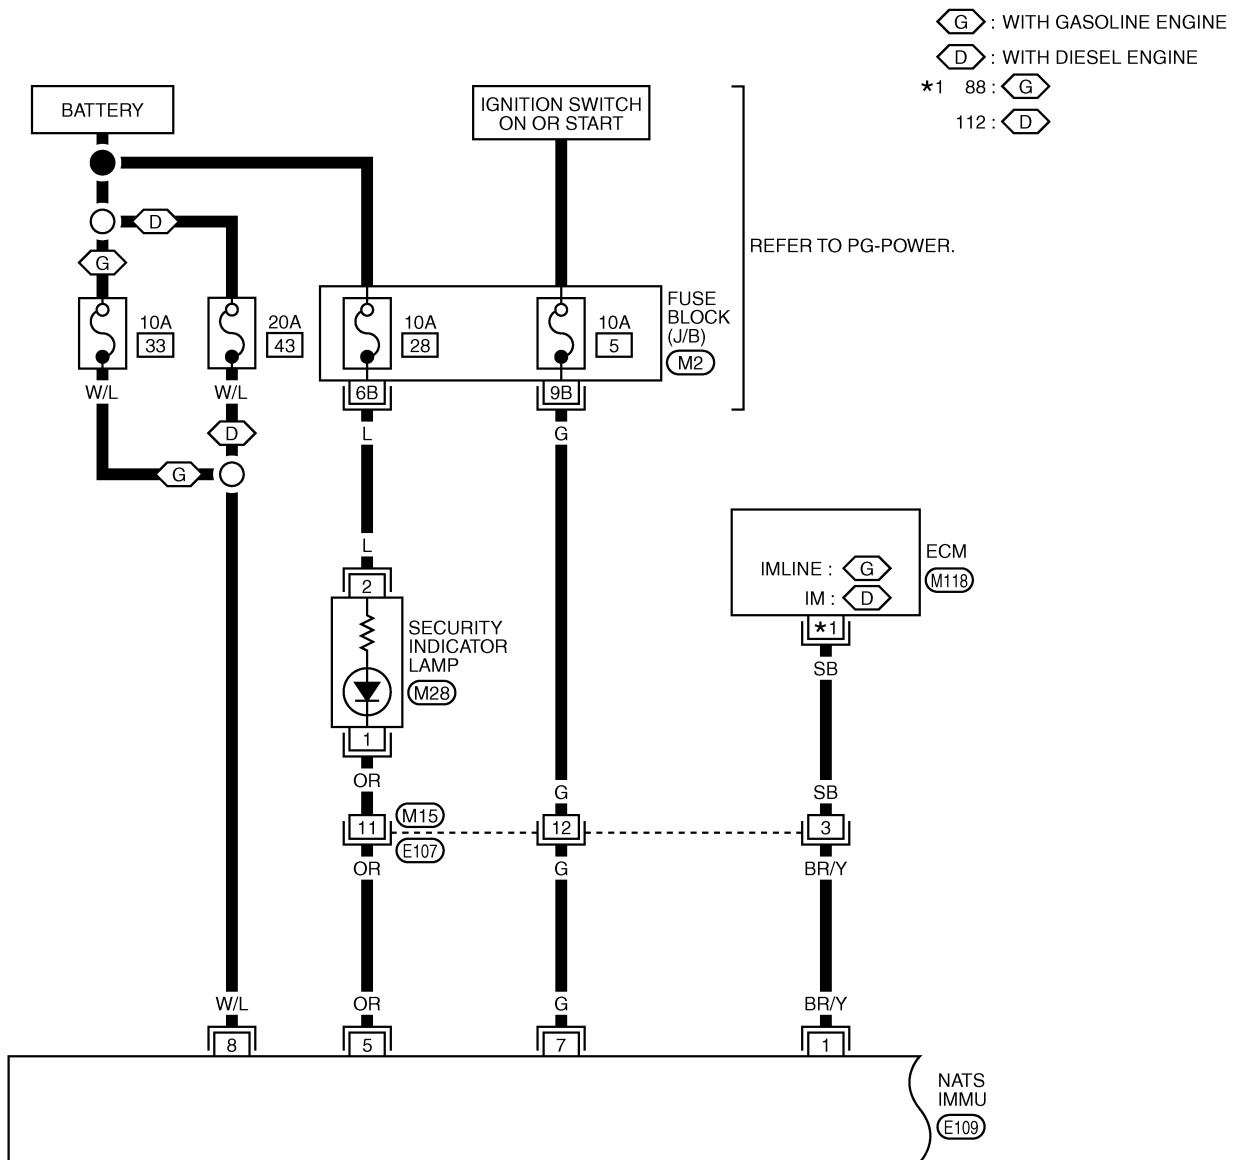 G : WITH GASOLINE ENGINE
D : WITH DIESEL ENGINE
*1 88 : G
112 : D
BATTERY
IGNITION SWITCH
ON OR START
REFER TO PG-POWER.
D
G
10A
33
20A
43
10A
28
10A
5
FUSE
BLOCK
(J/B)
M2
W/L
W/L
6B
9B
D
L
G
G
L
2
SECURITY
INDICATOR
LAMP
M28
1
OR
ECM
M118
IMLINE : G
IM : D
*1
SB
G
SB
11
M15
E107
12
3
OR
G
BR/Y
W/L
OR
G
BR/Y
8
5
7
1
NATS
IMMU
E109